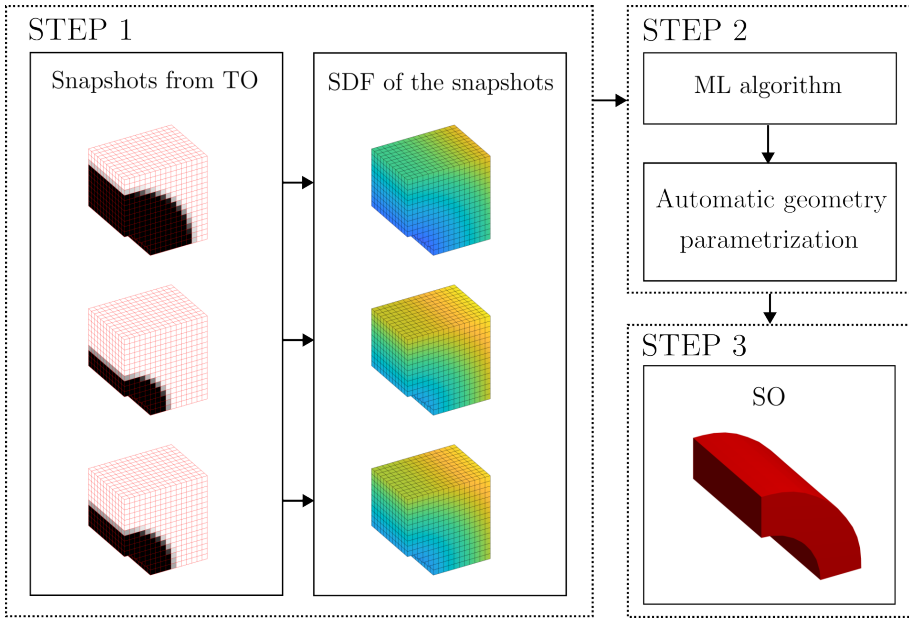 STEP 1
Snapshots from TO
SDF of the snapshots
STEP 2
ML algorithm
Automatic geometry
parametrization
STEP 3
SO